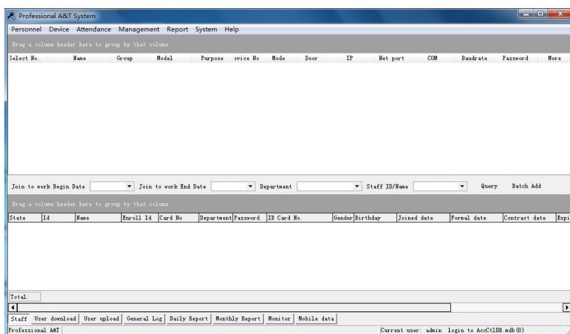 Professional A&T System
Personnel Device Attendance Management Report System Help
Drag a column header here to group by that column
Select No. Name Group Model Purpose evice No Mode Door IP Net port COM Baudrate Password More
Join to work Begin Date Join to work End Date Department Staff ID/Name Query Batch Add
Drag a column header here to group by that column
State Id Name Enroll Id Card No Department Password ID Card No. Gender Birthday Joined date Formal date Contract date Expi
Total:
Staff User download User upload General Log Daily Report Monthly Report Monitor Mobile data
Professional A&T Current user: admin login to AccCtlDB.mdb(B)